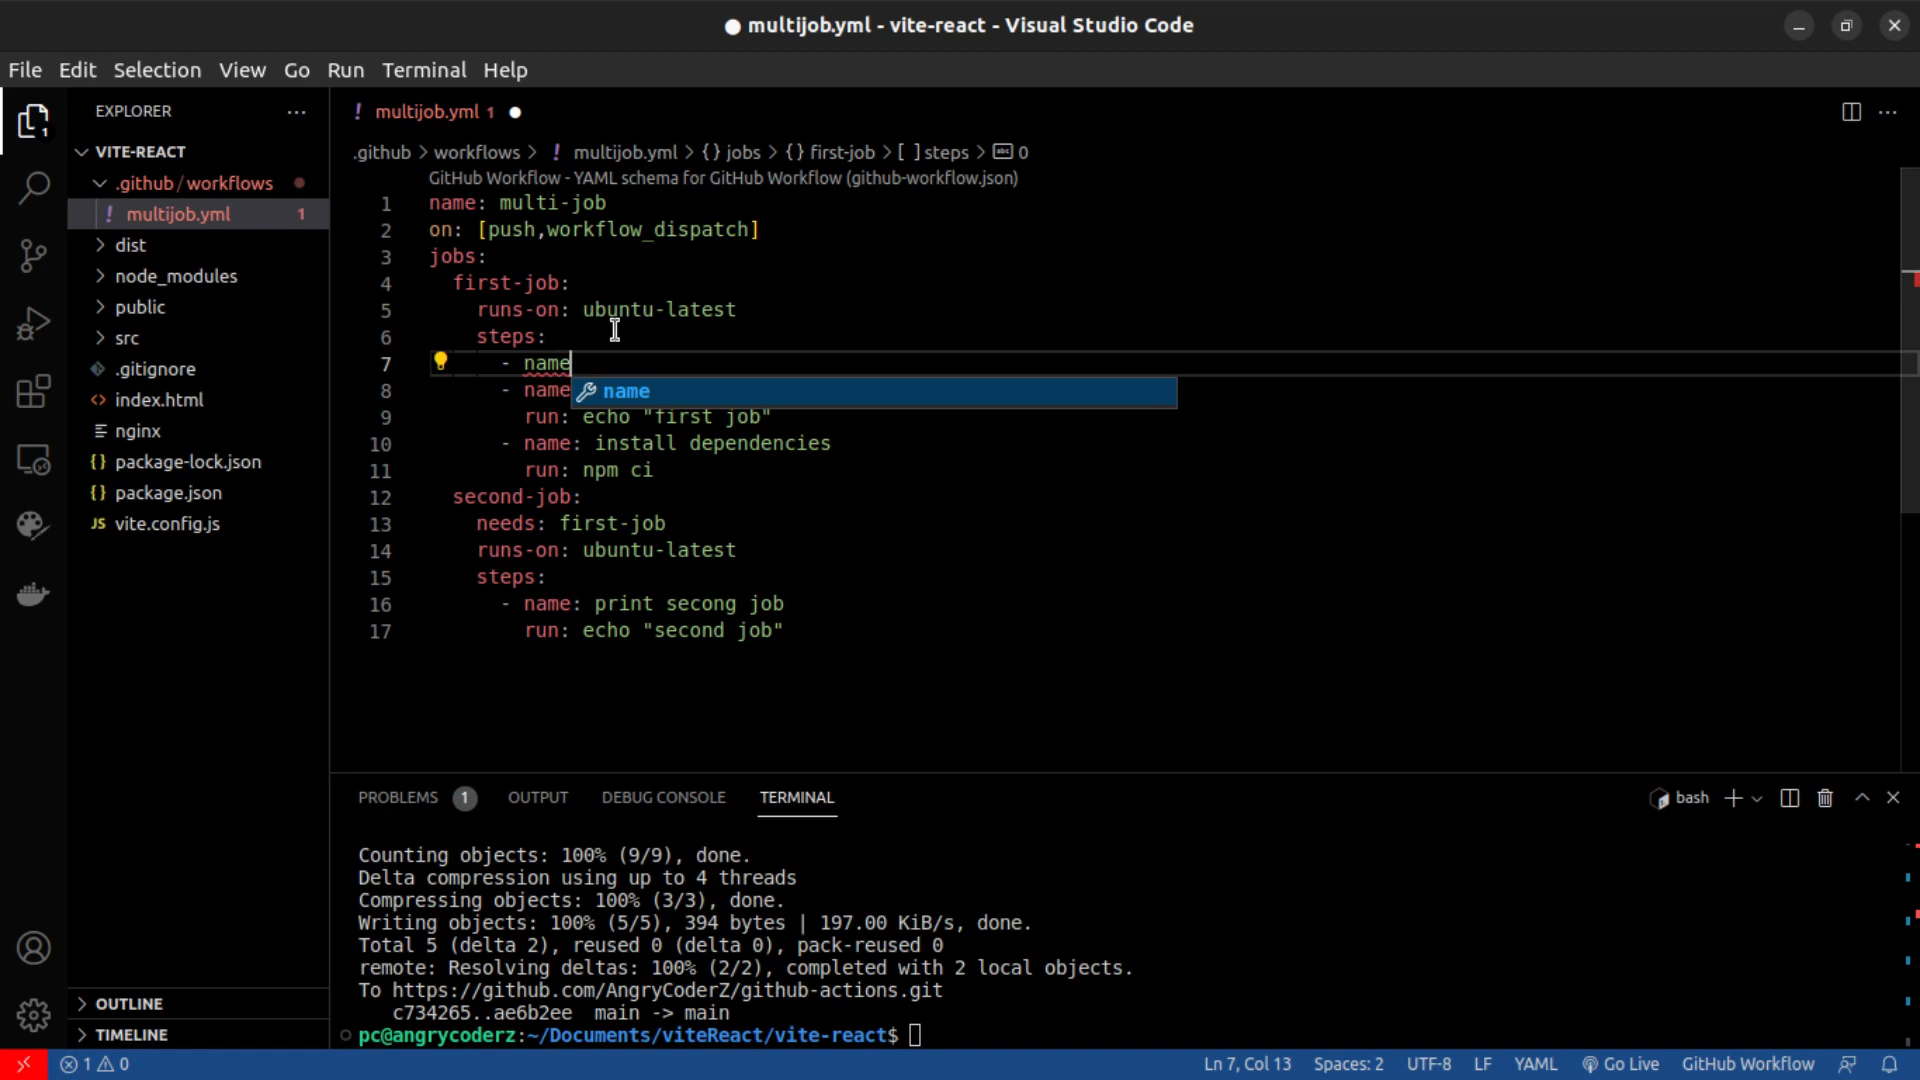 multijob.yml - vite-react - Visual Studio Code
File Edit Selection View Go Run Terminal Help
EXPLORER
VITE-REACT
.github / workflows
! multijob.yml 1
dist
node_modules
public
src
.gitignore
index.html
nginx
package-lock.json
package.json
JS vite.config.js
OUTLINE
TIMELINE
! multijob.yml 1
.github > workflows > ! multijob.yml > {} jobs > {} first-job > [ ] steps > abc 0
GitHub Workflow - YAML schema for GitHub Workflow (github-workflow.json)
1 name: multi-job
2 on: [push,workflow_dispatch]
3 jobs:
4 first-job:
5 runs-on: ubuntu-latest
6 steps:
7 - name
8 - name
name
9 run: echo "first job"
10 - name: install dependencies
11 run: npm ci
12 second-job:
13 needs: first-job
14 runs-on: ubuntu-latest
15 steps:
16 - name: print secong job
17 run: echo "second job"
PROBLEMS 1 OUTPUT DEBUG CONSOLE TERMINAL
bash
Counting objects: 100% (9/9), done.
Delta compression using up to 4 threads
Compressing objects: 100% (3/3), done.
Writing objects: 100% (5/5), 394 bytes | 197.00 KiB/s, done.
Total 5 (delta 2), reused 0 (delta 0), pack-reused 0
remote: Resolving deltas: 100% (2/2), completed with 2 local objects.
To https://github.com/AngryCoderZ/github-actions.git
c734265..ae6b2ee main -> main
pc@angrycoderz:~/Documents/viteReact/vite-react$
1 0 Ln 7, Col 13 Spaces: 2 UTF-8 LF YAML Go Live GitHub Workflow